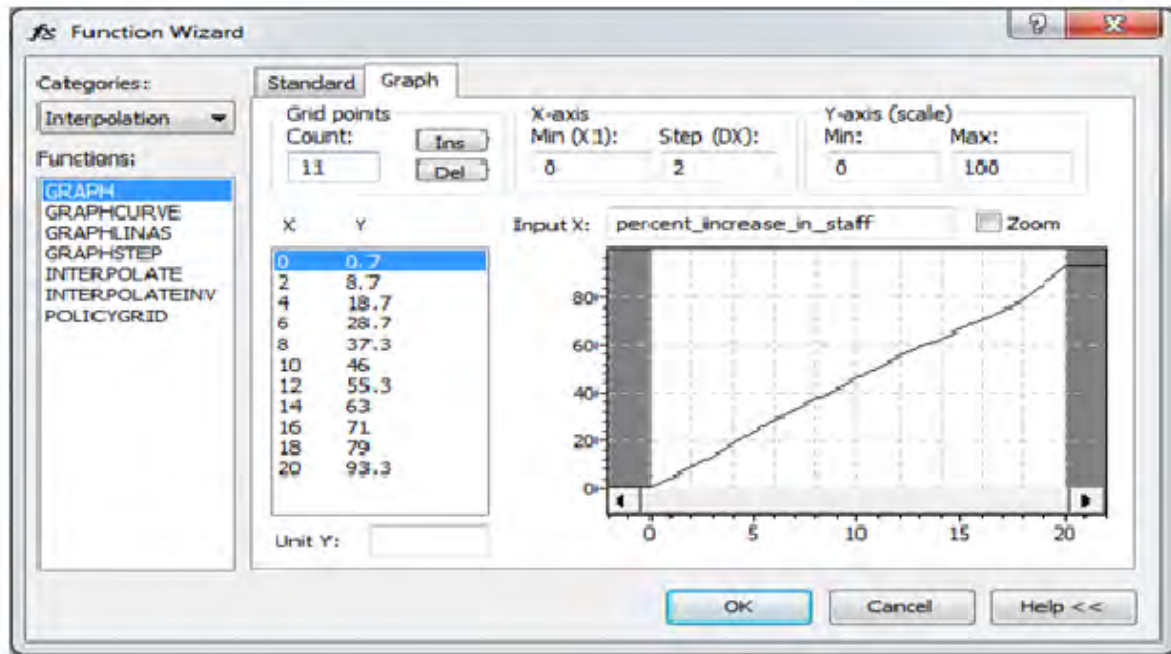 fx Function Wizard
Categories:
Interpolation
Functions:
GRAPH
GRAPHCURVE
GRAPHLINAS
GRAPHSTEP
INTERPOLATE
INTERPOLATEINV
POLICYGRID
Standard Graph
Grid points
Count:
11
Ins
Del
X-axis
Min (X1): Step (DX):
0 2
Y-axis (scale)
Min: Max:
0 100
X Y
0 0.7
2 8.7
4 18.7
6 28.7
8 37.3
10 46
12 55.3
14 63
16 71
18 79
20 93.3
Unit Y:
Input X: percent_increase_in_staff Zoom
80
60
40
20
0
0 5 10 15 20
OK Cancel Help <<